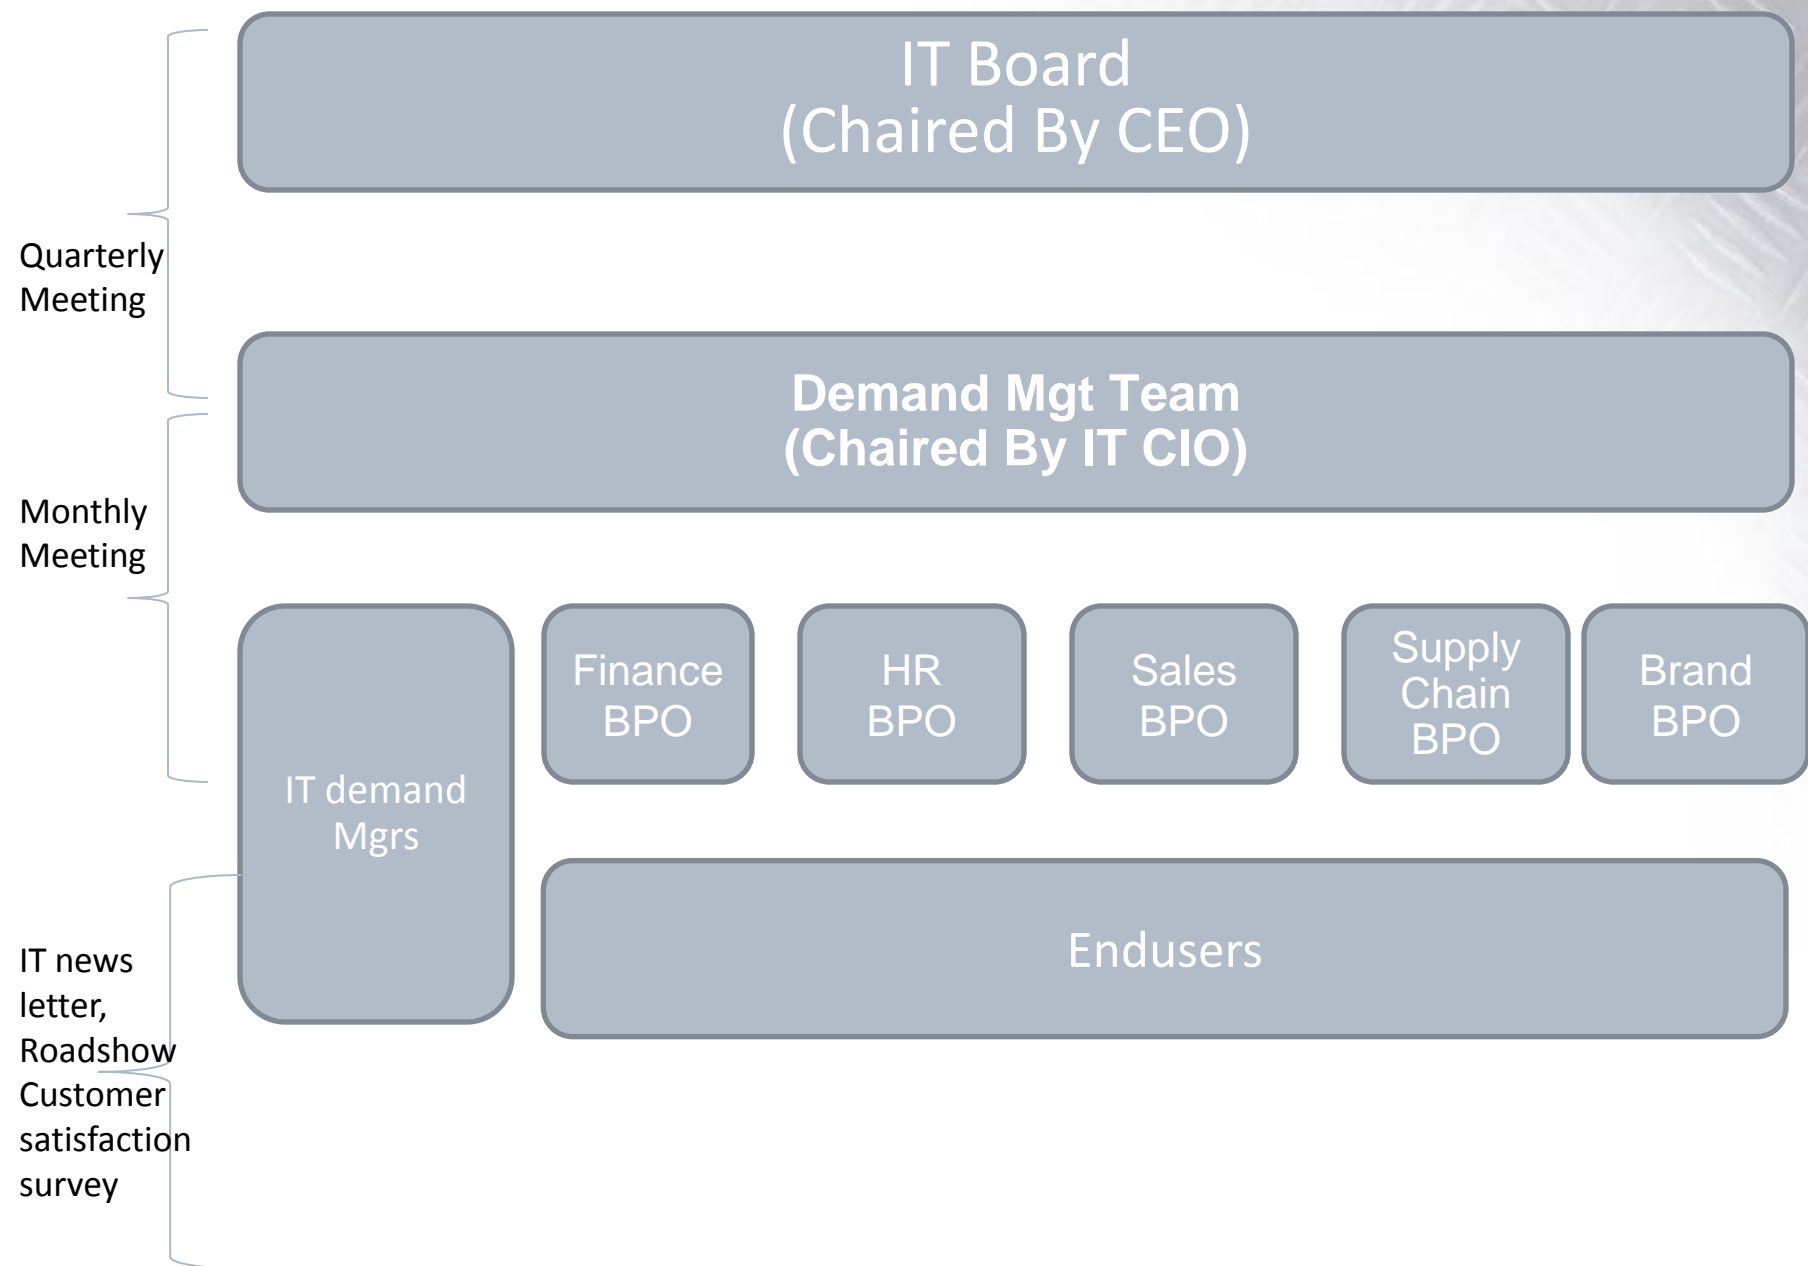 IT Board
(Chaired By CEO)
Quarterly
Meeting
Demand Mgt Team
(Chaired By IT CIO)
Monthly
Meeting
IT demand
Mgrs
Finance
BPO
HR
BPO
Sales
BPO
Supply
Chain
BPO
Brand
BPO
Endusers
IT news
letter,
Roadshow
Customer
satisfaction
survey